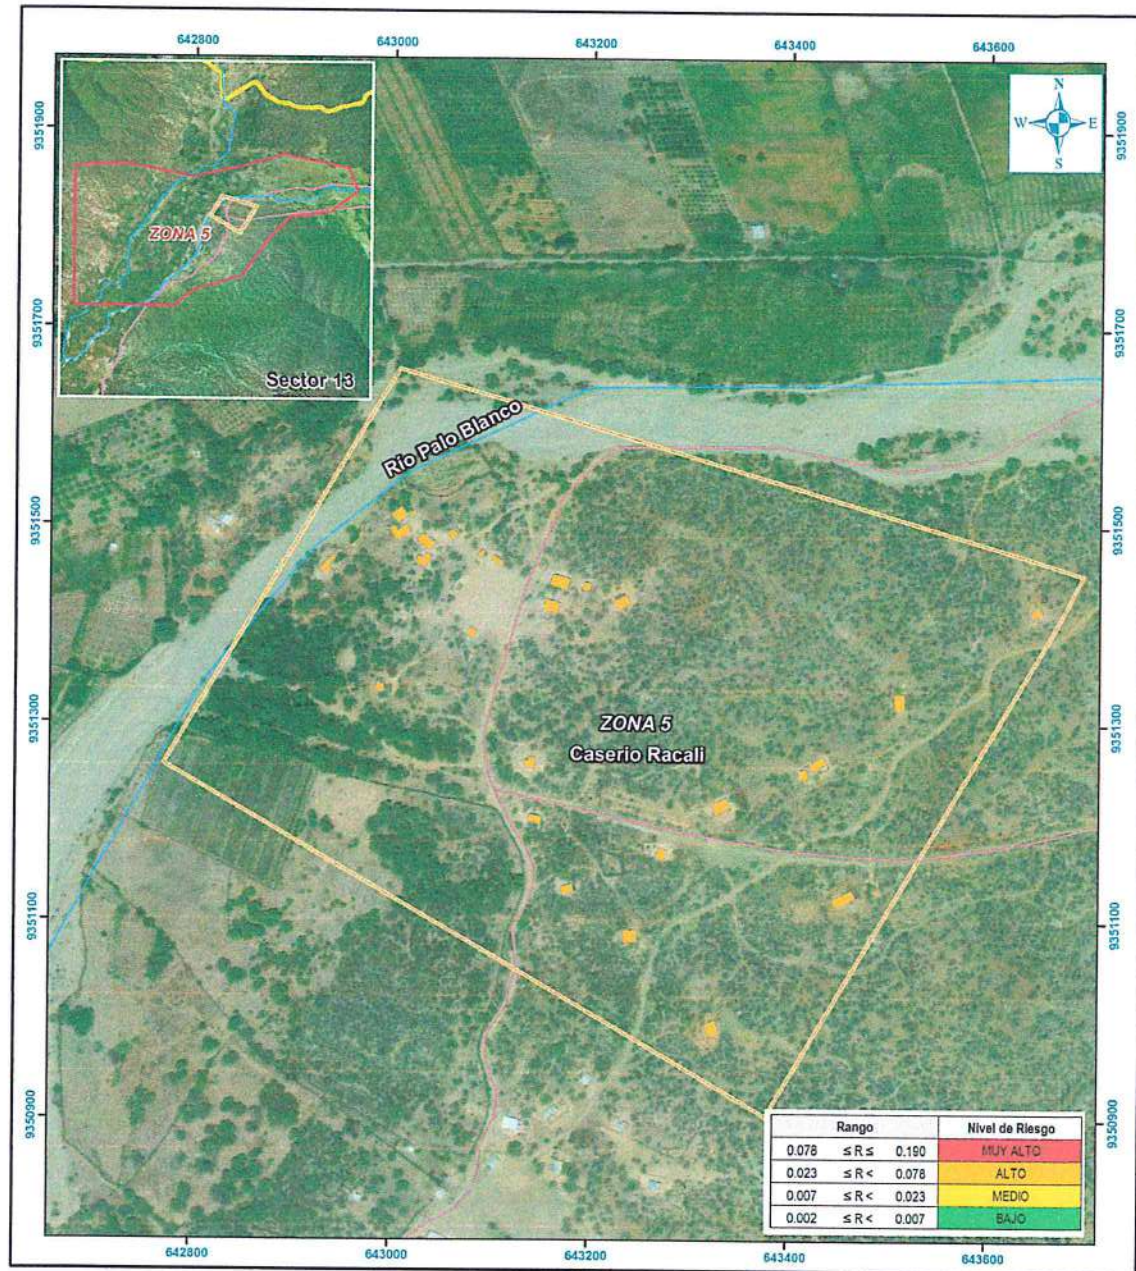 642800 643000 643200 643400 643600
9351900
9351700
9351500
9351300
9351100
9350900
ZONA 5
Sector 13
N
W E
S
9351900
9351700
9351500
9351300
9351100
9350900
Río Palo Blanco
ZONA 5
Caserio Racali
Rango Nivel de Riesgo
0.078 ≤ R ≤ 0.190 MUY ALTO
0.023 ≤ R < 0.078 ALTO
0.007 ≤ R < 0.023 MEDIO
0.002 ≤ R < 0.007 BAJO
642800 643000 643200 643400 643600